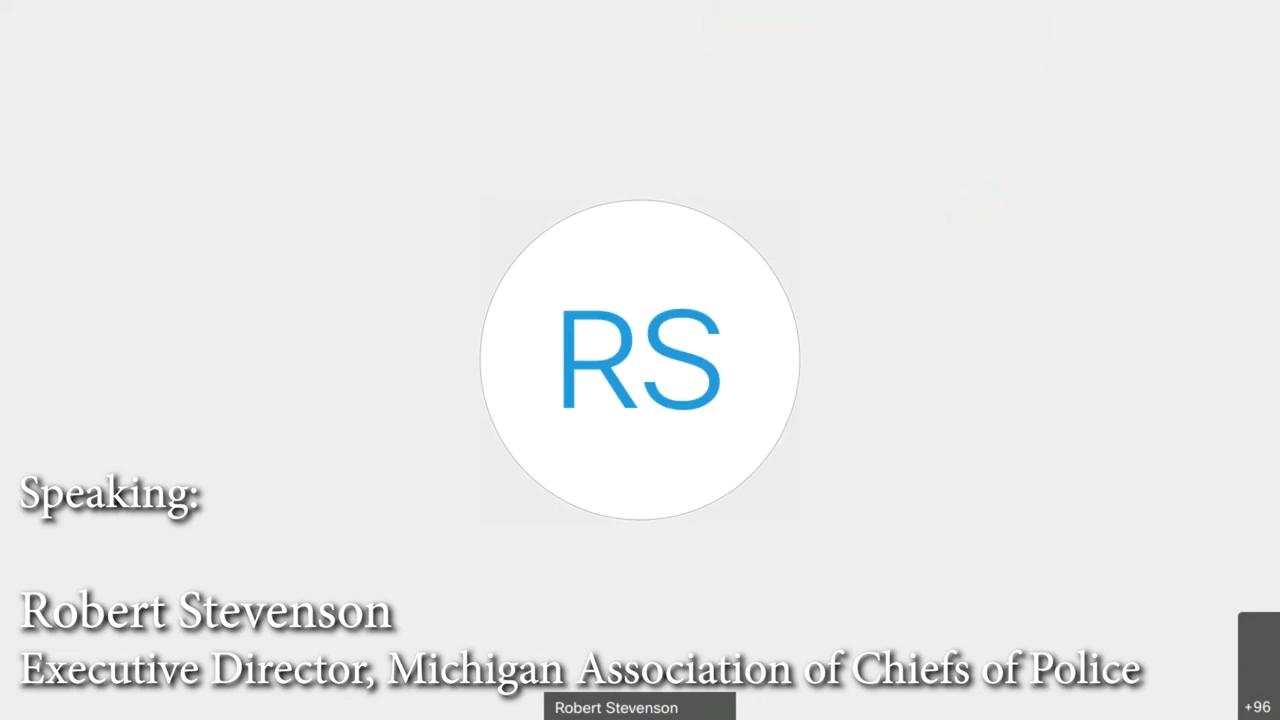 RS
Speaking:
Robert Stevenson
Executive Director, Michigan Association of Chiefs of Police
Robert Stevenson
+96